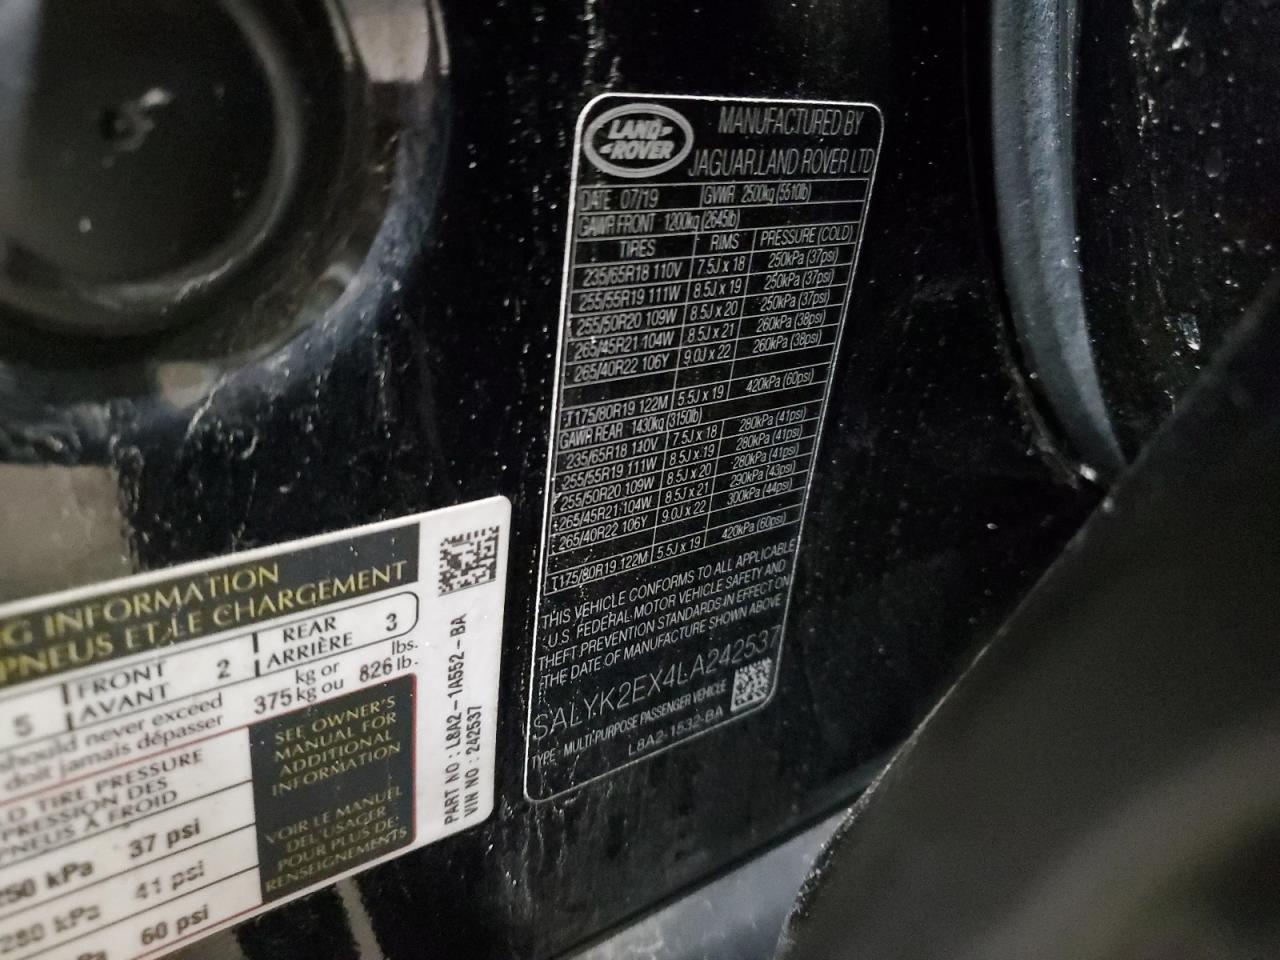 LAND
ROVER
MANUFACTURED BY
JAGUAR LAND ROVER LTD
DATE 07/19 GVWR 2500kg (5510lb)
GAWR FRONT 1200kg (2645lb)
TIRES RIMS PRESSURE (COLD)
235/65R18 110V 7.5J x 18 250kPa (37psi)
255/55R19 111W 8.5J x 19 250kPa (37psi)
255/50R20 109W 8.5J x 20 250kPa (37psi)
265/45R21 104W 8.5J x 21 260kPa (38psi)
265/40R22 106Y 9.0J x 22 260kPa (38psi)
T175/80R19 122M 5.5J x 19 420kPa (60psi)
GAWR REAR 1430kg (3150lb)
235/65R18 110V 7.5J x 18 280kPa (41psi)
255/55R19 111W 8.5J x 19 280kPa (41psi)
255/50R20 109W 8.5J x 20 280kPa (41psi)
265/45R21 104W 8.5J x 21 290kPa (43psi)
265/40R22 106Y 9.0J x 22 300kPa (44psi)
T175/80R19 122M 5.5J x 19 420kPa (60psi)
THIS VEHICLE CONFORMS TO ALL APPLICABLE
U.S. FEDERAL MOTOR VEHICLE SAFETY AND
THEFT PREVENTION STANDARDS IN EFFECT ON
THE DATE OF MANUFACTURE SHOWN ABOVE
SALYK2EX4LA242537
TYPE : MULTI-PURPOSE PASSENGER VEHICLE
L8A2-1532-BA
INFORMATION
PNEUS ET LE CHARGEMENT
5 FRONT 2 REAR 3
AVANT ARRIÈRE
should never exceed 375 kg or 826 lbs.
doit jamais dépasser kg ou lb.
TIRE PRESSURE
PRESSION DES
PNEUS À FROID
250 kPa 37 psi
280 kPa 41 psi
60 psi
SEE OWNER'S
MANUAL FOR
ADDITIONAL
INFORMATION
VOIR LE MANUEL
DE L'USAGER
POUR PLUS DE
RENSEIGNEMENTS
PART NO : L8A2-1A552-BA
VIN NO : 242537